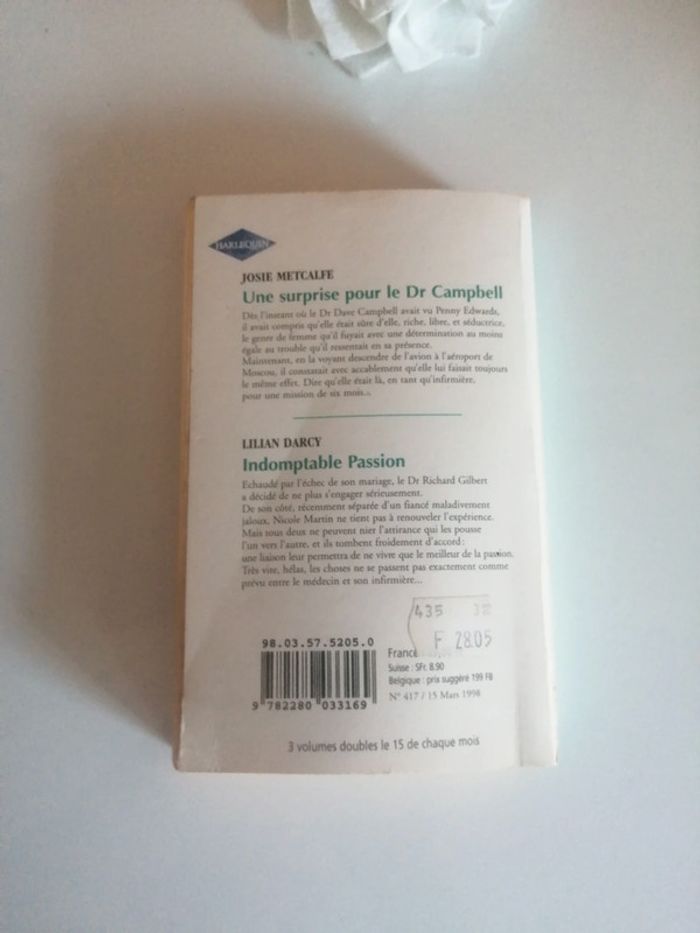 HARLEQUIN
JOSIE METCALFE
Une surprise pour le Dr Campbell
Dès l'instant où le Dr Dave Campbell avait vu Penny Edwards,
il avait compris qu'elle était sûre d'elle, riche, libre, et séductrice,
le genre de femme qu'il fuyait avec une détermination au moins
égale au trouble qu'il ressentait en sa présence.
Maintenant, en la voyant descendre de l'avion à l'aéroport de
Moscou, il constatait avec accablement qu'elle lui faisait toujours
le même effet. Dire qu'elle était là, en tant qu'infirmière,
pour une mission de six mois...
LILIAN DARCY
Indomptable Passion
Echaudé par l'échec de son mariage, le Dr Richard Gilbert
a décidé de ne plus s'engager sérieusement.
De son côté, récemment séparée d'un fiancé maladivement
jaloux, Nicole Martin ne tient pas à renouveler l'expérience.
Mais tous deux ne peuvent nier l'attirance qui les pousse
l'un vers l'autre, et ils tombent froidement d'accord :
une liaison leur permettra de ne vivre que le meilleur de la passion.
Très vite, hélas, les choses ne se passent pas exactement comme
prévu entre le médecin et son infirmière...
435
F 28.05
98.03.57.5205.0
France
Suisse : SFr. 8.90
Belgique : prix suggéré 199 FB
N° 417 / 15 Mars 1998
9 782280 033169
3 volumes doubles le 15 de chaque mois